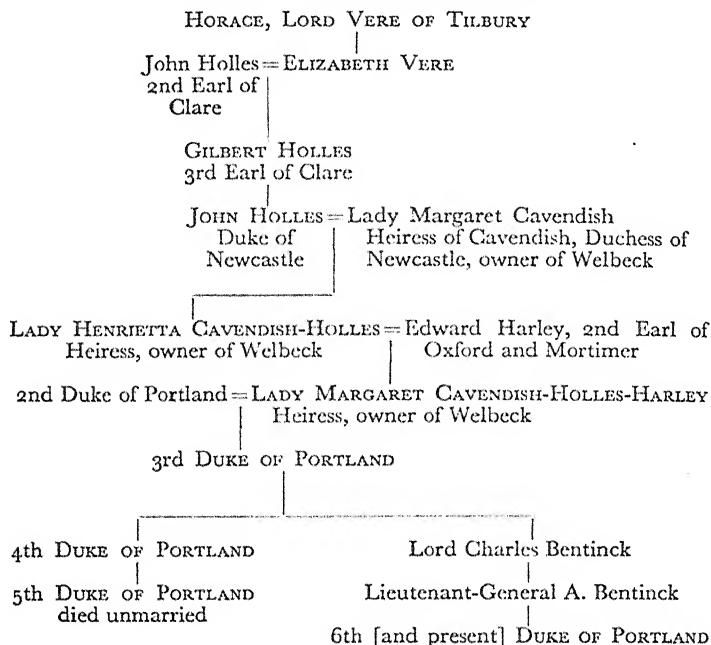 HORACE, LORD VERE OF TILBURY
John Holles = ELIZABETH VERE
2nd Earl of
Clare
GILBERT HOLLES
3rd Earl of Clare
JOHN HOLLES = Lady Margaret Cavendish
Duke of Heiress of Cavendish, Duchess of
Newcastle Newcastle, owner of Welbeck
LADY HENRIETTA CAVENDISH-HOLLES = Edward Harley, 2nd Earl of
Heiress, owner of Welbeck Oxford and Mortimer
2nd Duke of Portland = LADY MARGARET CAVENDISH-HOLLES-HARLEY
Heiress, owner of Welbeck
3rd DUKE OF PORTLAND
4th DUKE OF PORTLAND Lord Charles Bentinck
5th DUKE OF PORTLAND Lieutenant-General A. Bentinck
died unmarried
6th [and present] DUKE OF PORTLAND